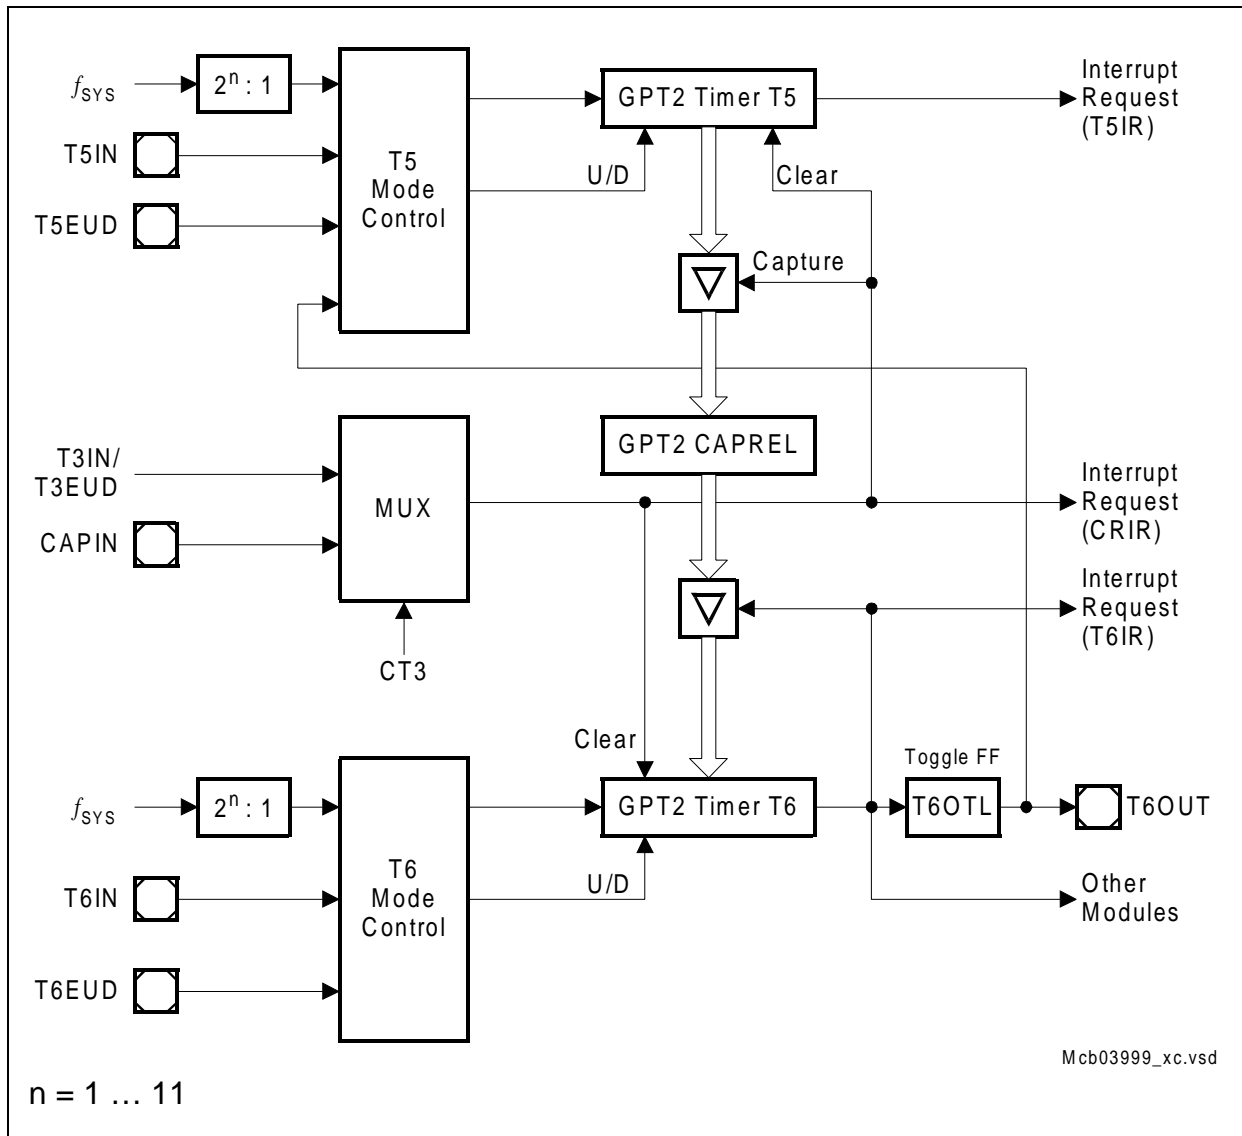 fSYS
2ⁿ : 1
T5IN
T5EUD
T5
Mode
Control
GPT2 Timer T5
U/D
Clear
Interrupt
Request
(T5IR)
Capture
GPT2 CAPREL
T3IN/
T3EUD
CAPIN
MUX
CT3
Interrupt
Request
(CRIR)
Interrupt
Request
(T6IR)
Clear
fSYS
2ⁿ : 1
T6IN
T6EUD
T6
Mode
Control
GPT2 Timer T6
U/D
Toggle FF
T6OTL
T6OUT
Other
Modules
Mcb03999_xc.vsd
n = 1 … 11